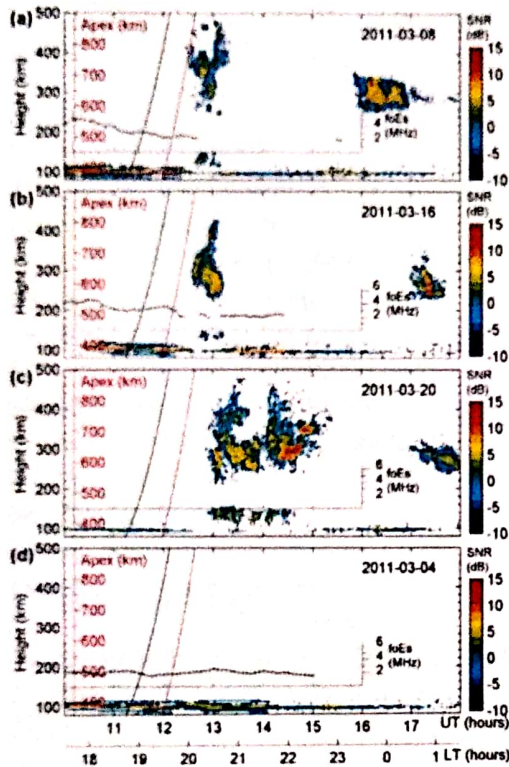 (a)
500
400
300
200
100
Height (km)
Apex (km)
800
700
600
500
400
2011-03-08
4 foEs
2 (MHz)
SNR
(dB)
15
10
5
0
-5
-10
(b)
500
400
300
200
100
Height (km)
Apex (km)
800
700
600
500
400
2011-03-16
6
4 foEs
2 (MHz)
SNR
(dB)
15
10
5
0
-5
-10
(c)
500
400
300
200
100
Height (km)
Apex (km)
800
700
600
400
2011-03-20
6
4 foEs
2 (MHz)
SNR
(dB)
15
10
5
0
-5
-10
(d)
500
400
300
200
100
Height (km)
Apex (km)
800
700
600
500
400
2011-03-04
6
4 foEs
2 (MHz)
SNR
(dB)
15
10
5
0
-5
-10
11 12 13 14 15 16 17 UT (hours)
18 19 20 21 22 23 0 1 LT (hours)